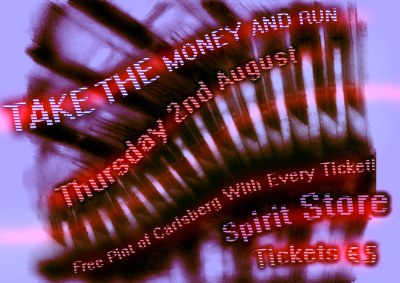 TAKE THE MONEY AND RUN
Thursday 2nd August
Free Pint of Carlsberg With Every Ticket!
Spirit Store
Tickets €5